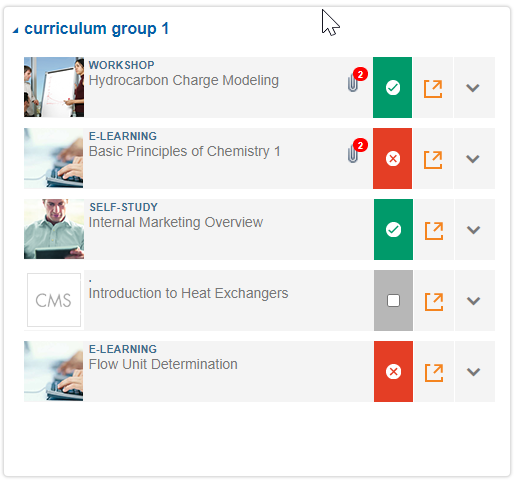 curriculum group 1
WORKSHOP
Hydrocarbon Charge Modeling
2
E-LEARNING
Basic Principles of Chemistry 1
2
SELF-STUDY
Internal Marketing Overview
CMS
.
Introduction to Heat Exchangers
E-LEARNING
Flow Unit Determination